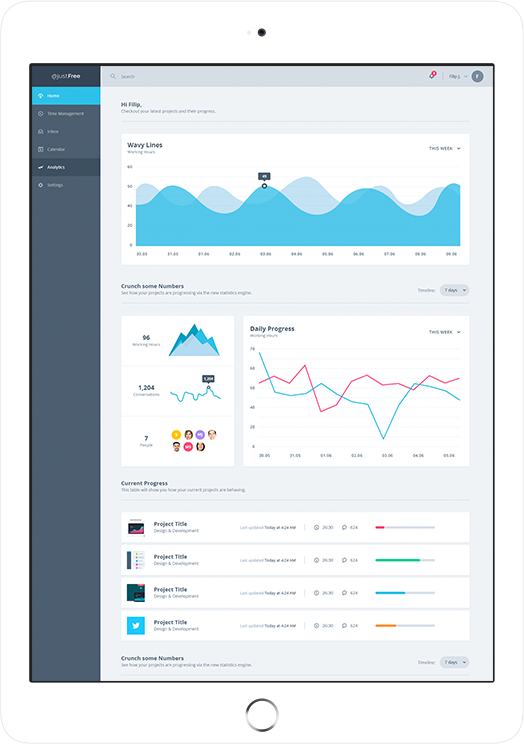 @justFree
Search
8
Filip J.
F
Home
Time Management
Inbox
Calendar
Analytics
Settings
Hi Filip,
Checkout your latest projects and their progress.
Wavy Lines
Working Hours
THIS WEEK
60
50
40
20
0
45
30.05
31.05
01.06
02.06
03.06
04.06
05.06
06.06
08.06
09.06
Crunch some Numbers
See how your projects are progressing via the new statistics engine.
Timeline:
7 days
96
Working Hours
1,204
Conversations
1,204
7
People
Daily Progress
Working Hours
THIS WEEK
0
30.05
31.05
01.06
02.06
03.06
04.06
05.06
Current Progress
This table will show you how your current projects are behaving.
Project Title
Design & Development
Last updated Today at 4:24 AM
26:30
624
Project Title
Design & Development
Last updated Today at 4:24 AM
26:30
624
Project Title
Design & Development
Last updated Today at 4:24 AM
26:30
624
Project Title
Design & Development
Last updated Today at 4:24 AM
26:30
624
Crunch some Numbers
See how your projects are progressing via the new statistics engine.
Timeline:
7 days